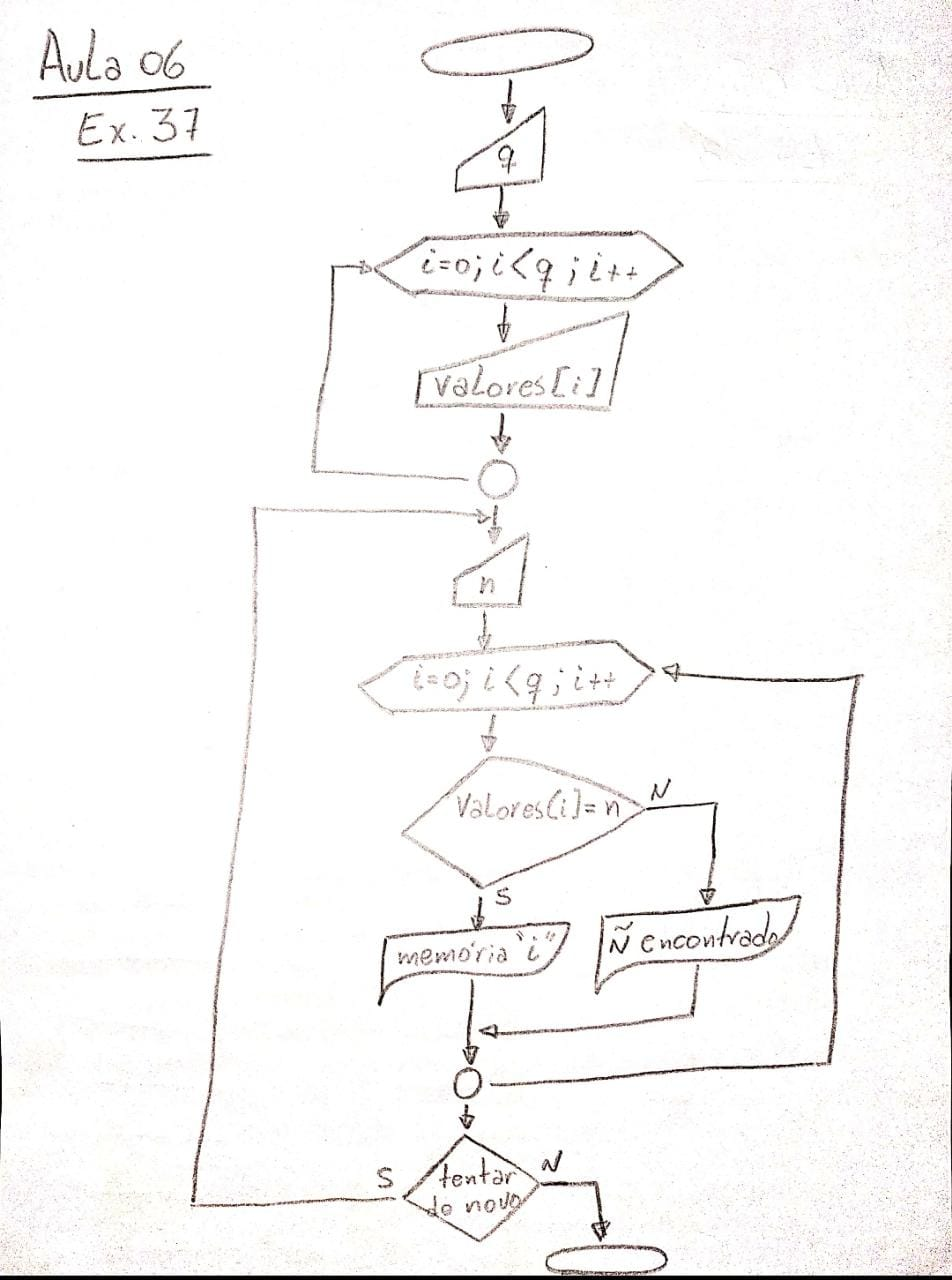 Aula 06
Ex. 37
q
i=0; i<q; i++
valores[i]
n
i=0; i<q; i++
Valores[i]=n
N
S
memória "i"
Ñ encontrado
S
tentar
de novo
N